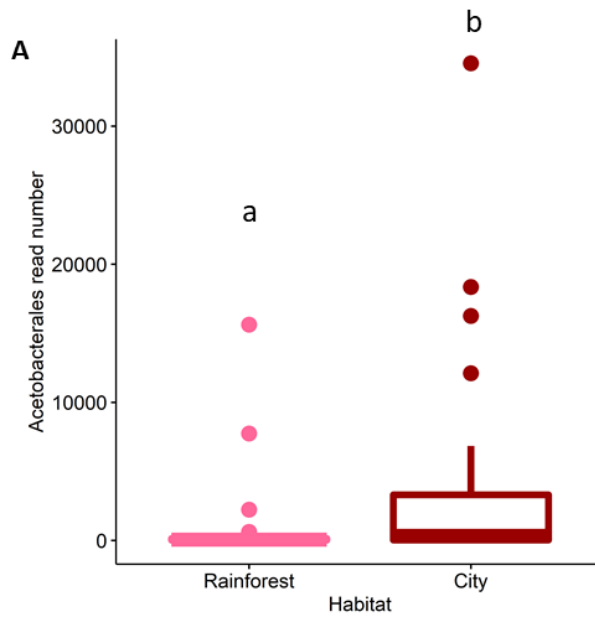 A
b
a
Acetobacterales read number
30000
20000
10000
0
Rainforest
City
Habitat